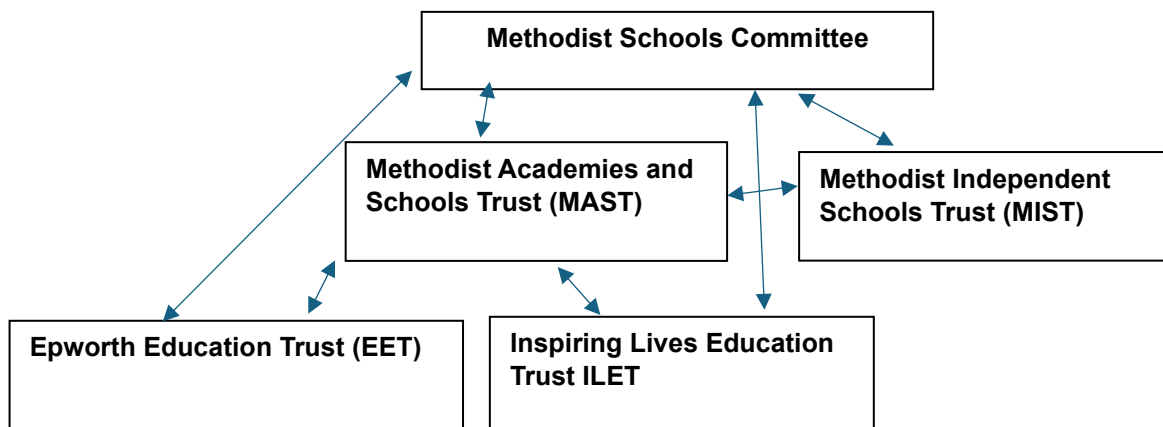 Methodist Schools Committee
Methodist Academies and
Schools Trust (MAST)
Methodist Independent
Schools Trust (MIST)
Epworth Education Trust (EET)
Inspiring Lives Education
Trust ILET